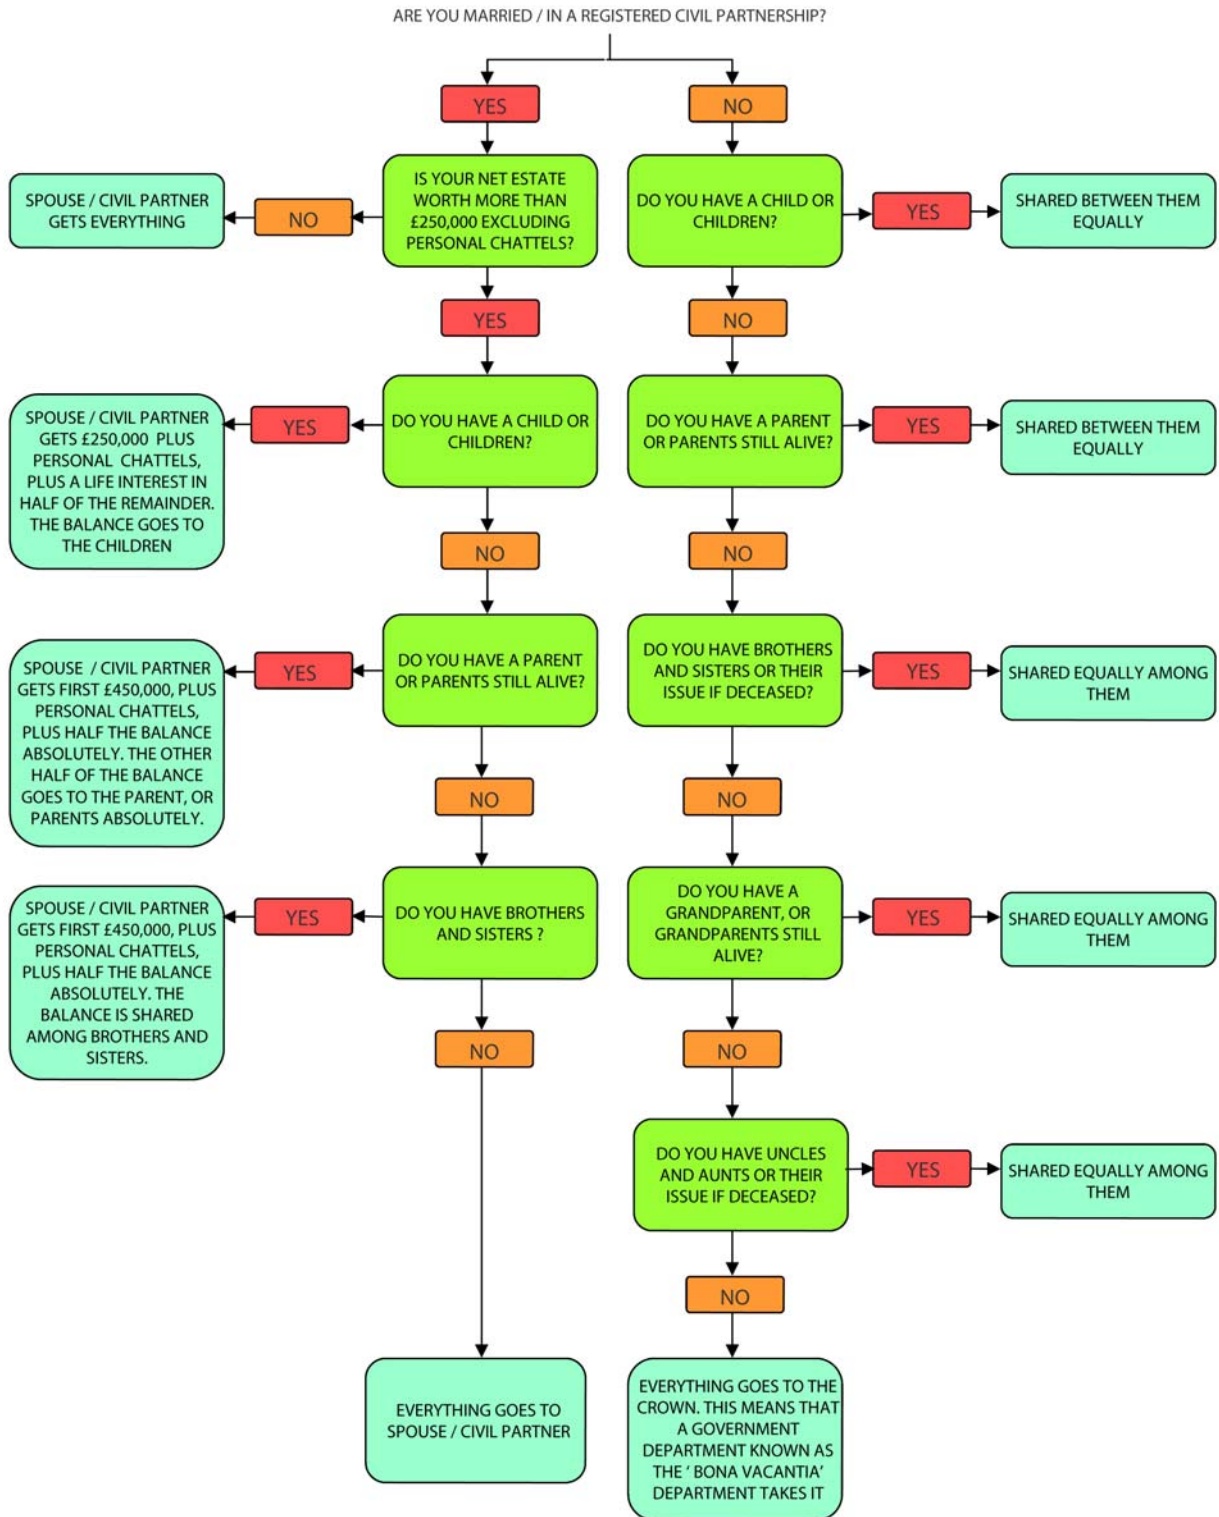 ARE YOU MARRIED / IN A REGISTERED CIVIL PARTNERSHIP?
YES
NO
SPOUSE / CIVIL PARTNER
GETS EVERYTHING
NO
IS YOUR NET ESTATE
WORTH MORE THAN
£250,000 EXCLUDING
PERSONAL CHATTELS?
DO YOU HAVE A CHILD OR
CHILDREN?
YES
SHARED BETWEEN THEM
EQUALLY
YES
NO
SPOUSE / CIVIL PARTNER
GETS £250,000 PLUS
PERSONAL CHATTELS,
PLUS A LIFE INTEREST IN
HALF OF THE REMAINDER.
THE BALANCE GOES TO
THE CHILDREN
YES
DO YOU HAVE A CHILD OR
CHILDREN?
DO YOU HAVE A PARENT
OR PARENTS STILL ALIVE?
YES
SHARED BETWEEN THEM
EQUALLY
NO
NO
SPOUSE / CIVIL PARTNER
GETS FIRST £450,000, PLUS
PERSONAL CHATTELS,
PLUS HALF THE BALANCE
ABSOLUTELY. THE OTHER
HALF OF THE BALANCE
GOES TO THE PARENT, OR
PARENTS ABSOLUTELY.
YES
DO YOU HAVE A PARENT
OR PARENTS STILL ALIVE?
DO YOU HAVE BROTHERS
AND SISTERS OR THEIR
ISSUE IF DECEASED?
YES
SHARED EQUALLY AMONG
THEM
NO
NO
SPOUSE / CIVIL PARTNER
GETS FIRST £450,000, PLUS
PERSONAL CHATTELS,
PLUS HALF THE BALANCE
ABSOLUTELY. THE
BALANCE IS SHARED
AMONG BROTHERS AND
SISTERS.
YES
DO YOU HAVE BROTHERS
AND SISTERS ?
DO YOU HAVE A
GRANDPARENT, OR
GRANDPARENTS STILL
ALIVE?
YES
SHARED EQUALLY AMONG
THEM
NO
NO
DO YOU HAVE UNCLES
AND AUNTS OR THEIR
ISSUE IF DECEASED?
YES
SHARED EQUALLY AMONG
THEM
NO
EVERYTHING GOES TO
SPOUSE / CIVIL PARTNER
EVERYTHING GOES TO THE
CROWN. THIS MEANS THAT
A GOVERNMENT
DEPARTMENT KNOWN AS
THE ' BONA VACANTIA'
DEPARTMENT TAKES IT